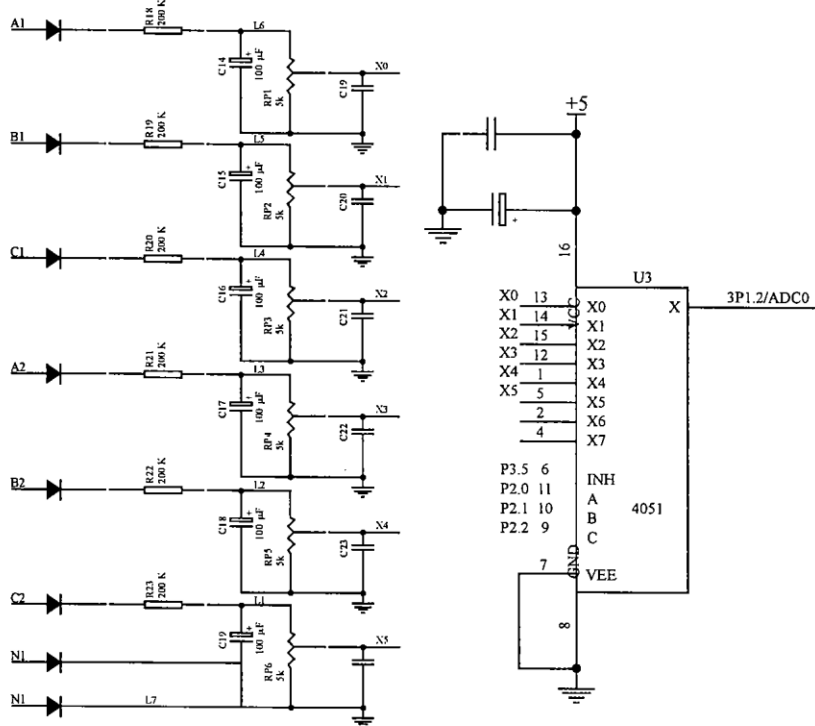 A1
R18
200 K
L6
C14
+
100 µF
RP1
5k
X0
C19
B1
R19
200 K
L5
C15
+
100 µF
RP2
5k
X1
C20
C1
R20
200 K
L4
C16
+
100 µF
RP3
5k
X2
C21
A2
R21
200 K
L3
C17
+
100 µF
RP4
5k
X3
C22
B2
R22
200 K
L2
C18
+
100 µF
RP5
5k
X4
C23
C2
R23
200 K
L1
C19
+
100 µF
RP6
5k
X5
N1
N1
L7
+5
+
16
U3
VCC
X0 13 X0
X1 14 X1
X2 15 X2
X3 12 X3
X4 1 X4
X5 5 X5
2 X6
4 X7
X 3P1.2/ADC0
P3.5 6 INH
P2.0 11 A
P2.1 10 B
P2.2 9 C
4051
GND
7 VEE
8